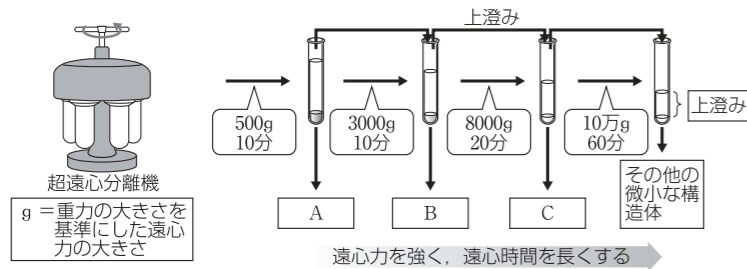 上澄み
500g
10分
3000g
10分
8000g
20分
10万g
60分
上澄み
超遠心分離機
g＝重力の大きさを
基準にした遠心
力の大きさ
A
B
C
その他の
微小な構
造体
遠心力を強く，遠心時間を長くする